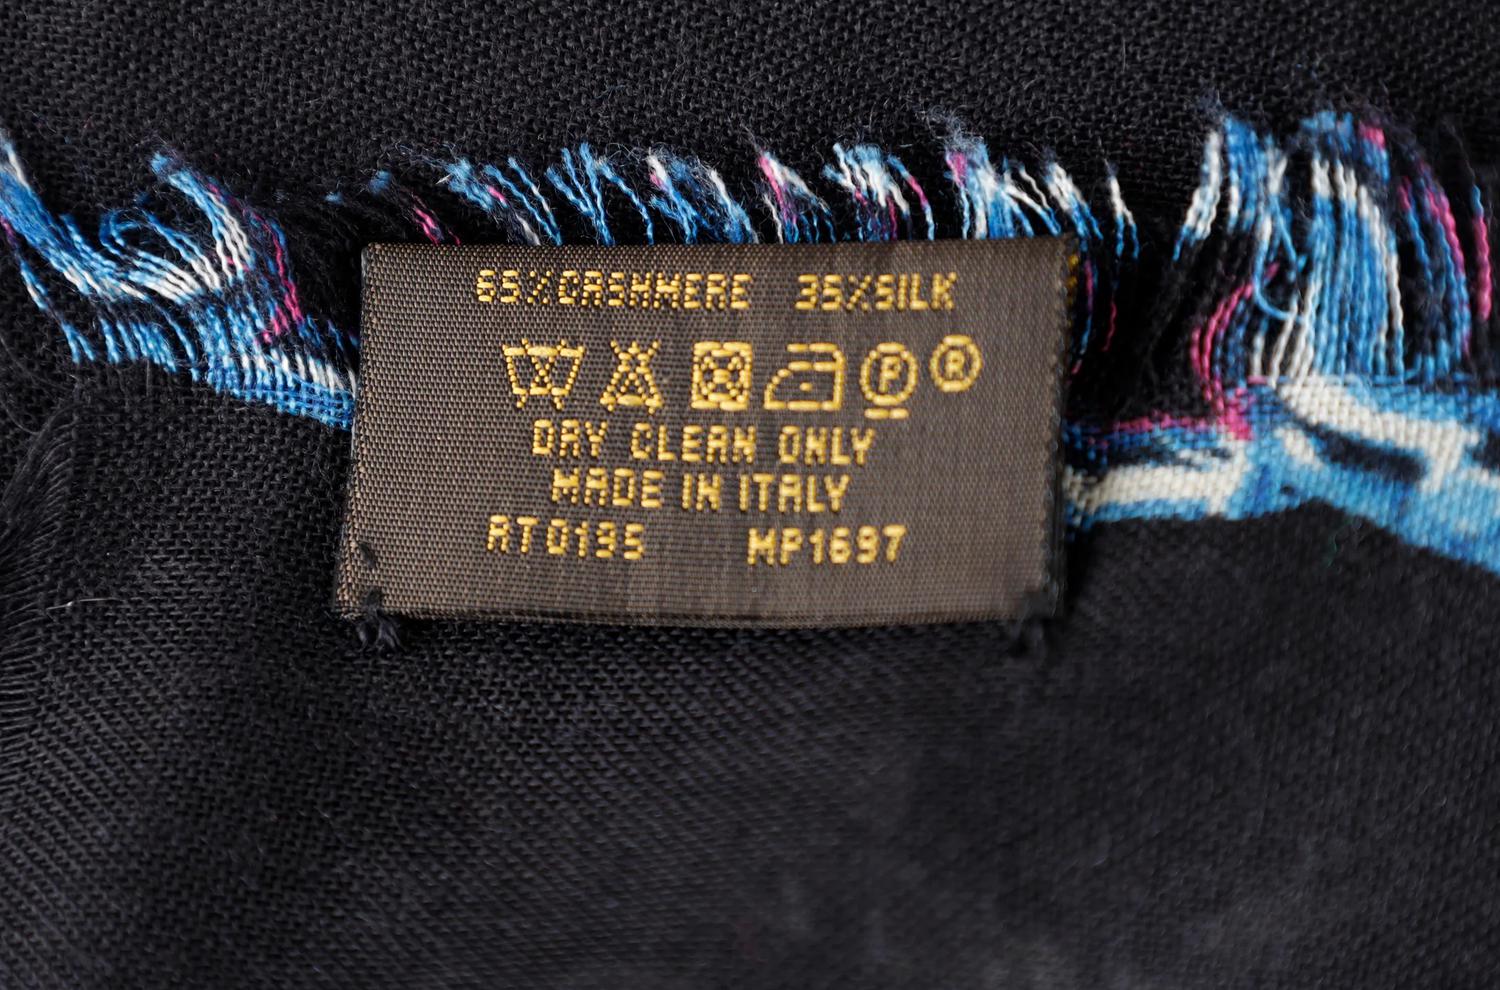 65%CASHMERE 35%SILK
P ®
DRY CLEAN ONLY
MADE IN ITALY
RT0195 MP1697